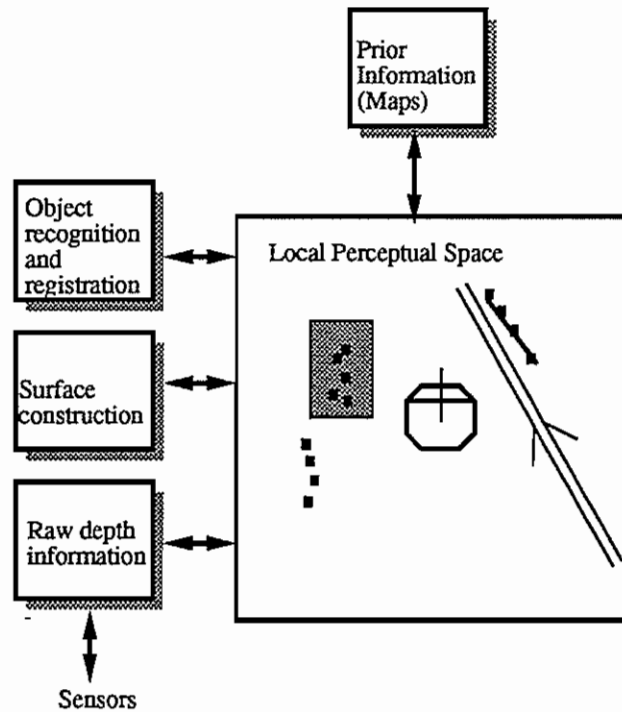 Prior
Information
(Maps)
Object
recognition
and
registration
Local Perceptual Space
Surface
construction
Raw depth
information
Sensors